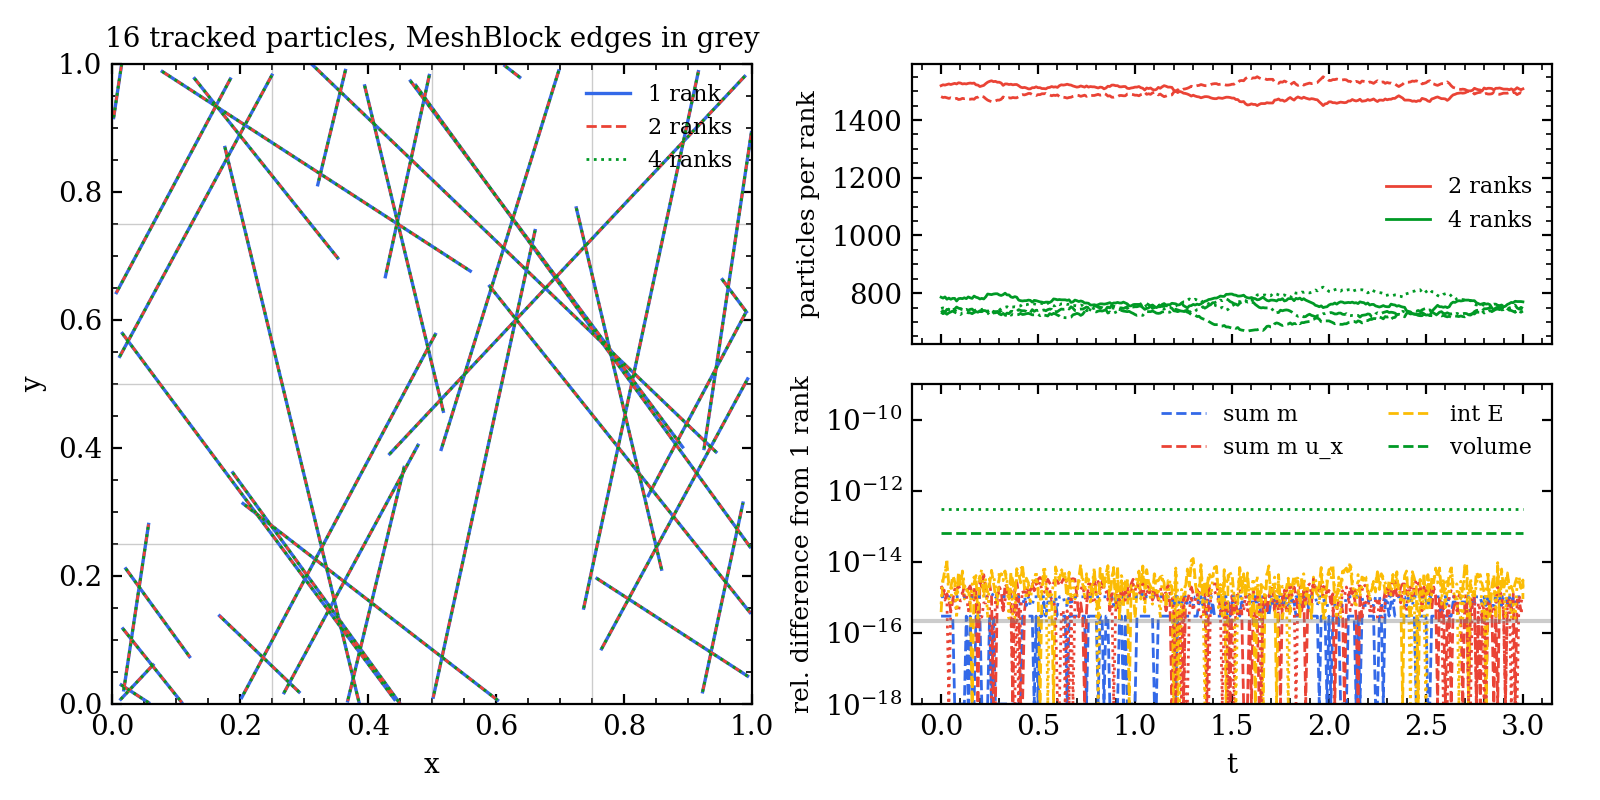 16 tracked particles, MeshBlock edges in grey
1.0
0.8
0.6
0.4
0.2
0.0
y
1 rank
2 ranks
4 ranks
0.0 0.2 0.4 0.6 0.8 1.0
x
particles per rank
1400
1200
1000
800
2 ranks
4 ranks
rel. difference from 1 rank
10⁻¹⁰
10⁻¹²
10⁻¹⁴
10⁻¹⁶
10⁻¹⁸
sum m
sum m u_x
int E
volume
0.0 0.5 1.0 1.5 2.0 2.5 3.0
t